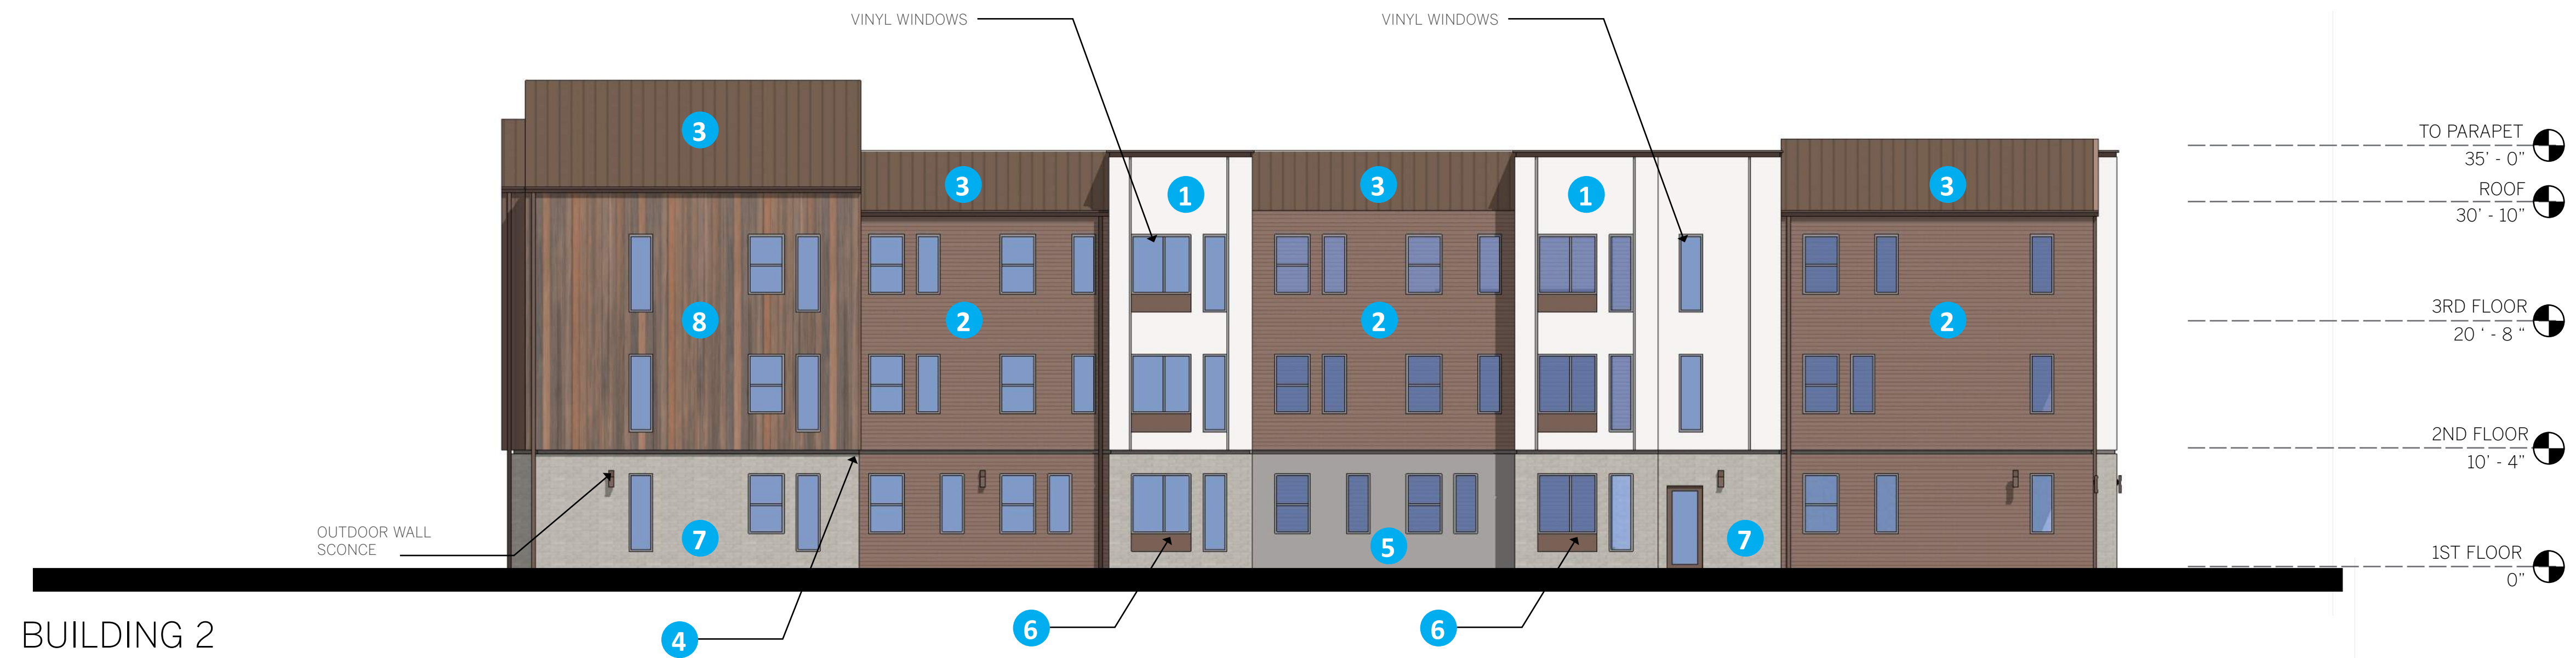 VINYL WINDOWS
VINYL WINDOWS
3
TO PARAPET
35' - 0"
3
1
3
1
3
ROOF
30' - 10"
8
2
2
2
3RD FLOOR
20 ' - 8 "
2ND FLOOR
10' - 4"
OUTDOOR WALL
SCONCE
7
5
7
1ST FLOOR
0"
BUILDING 2
4
6
6